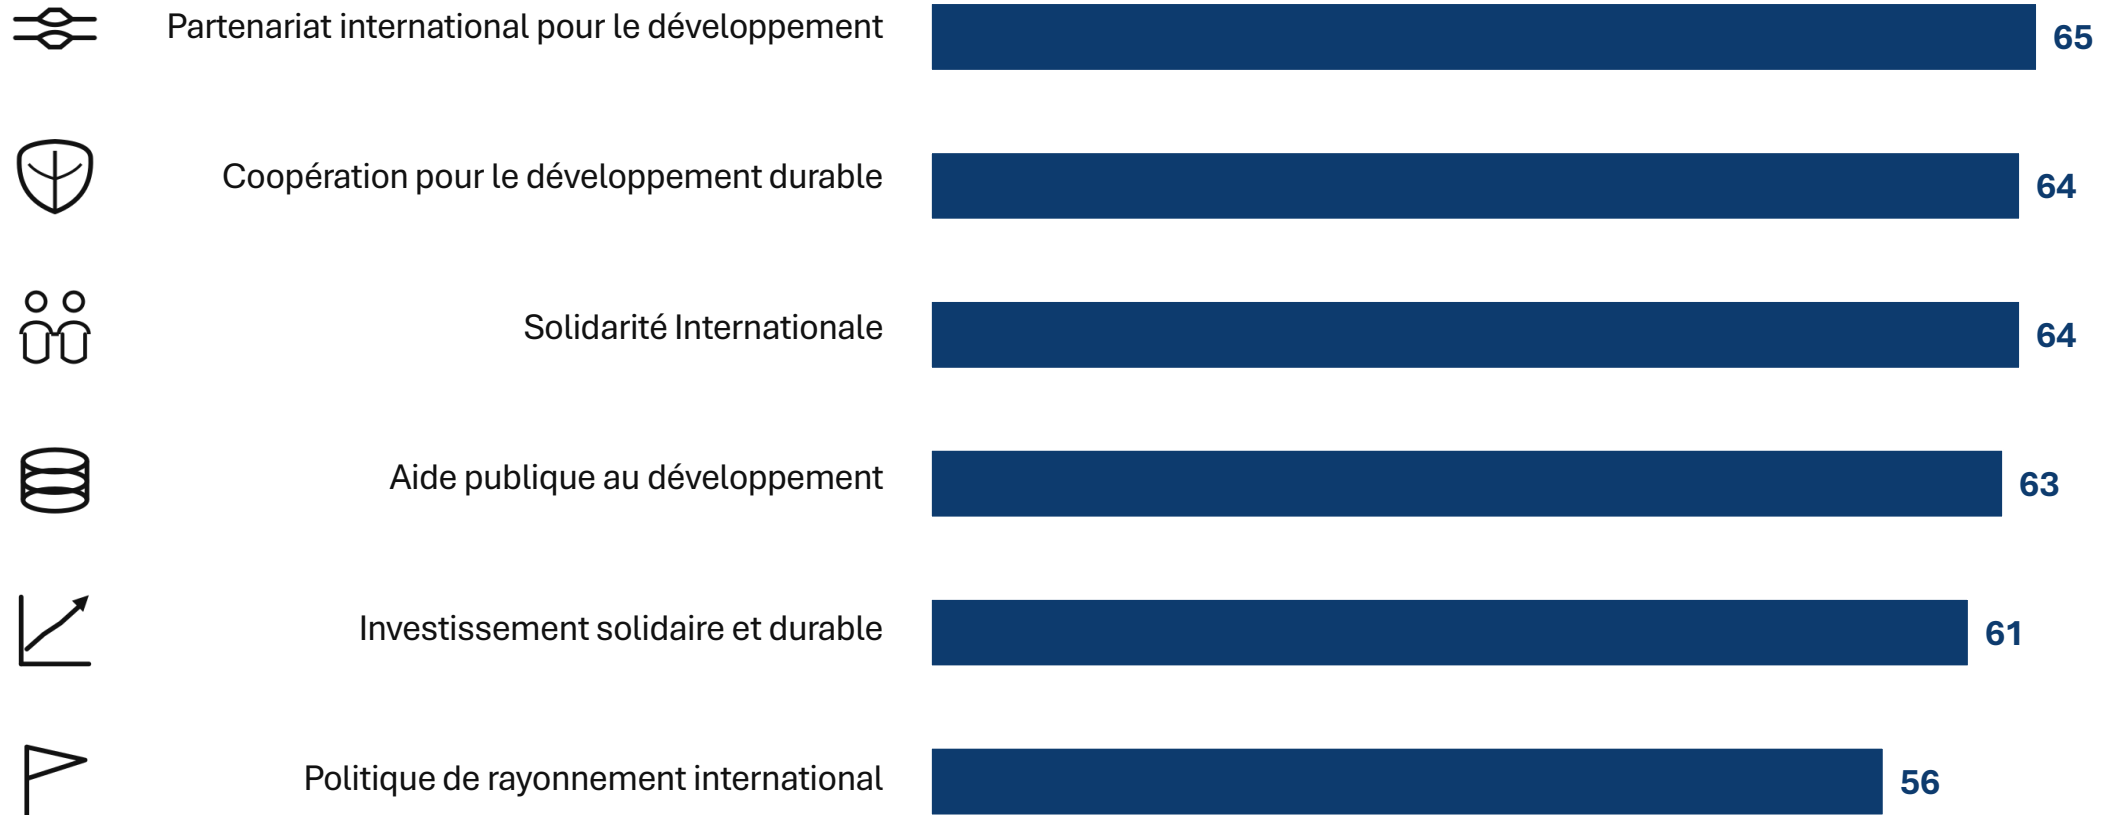 Partenariat international pour le développement 65
Coopération pour le développement durable 64
Solidarité Internationale 64
Aide publique au développement 63
Investissement solidaire et durable 61
Politique de rayonnement international 56